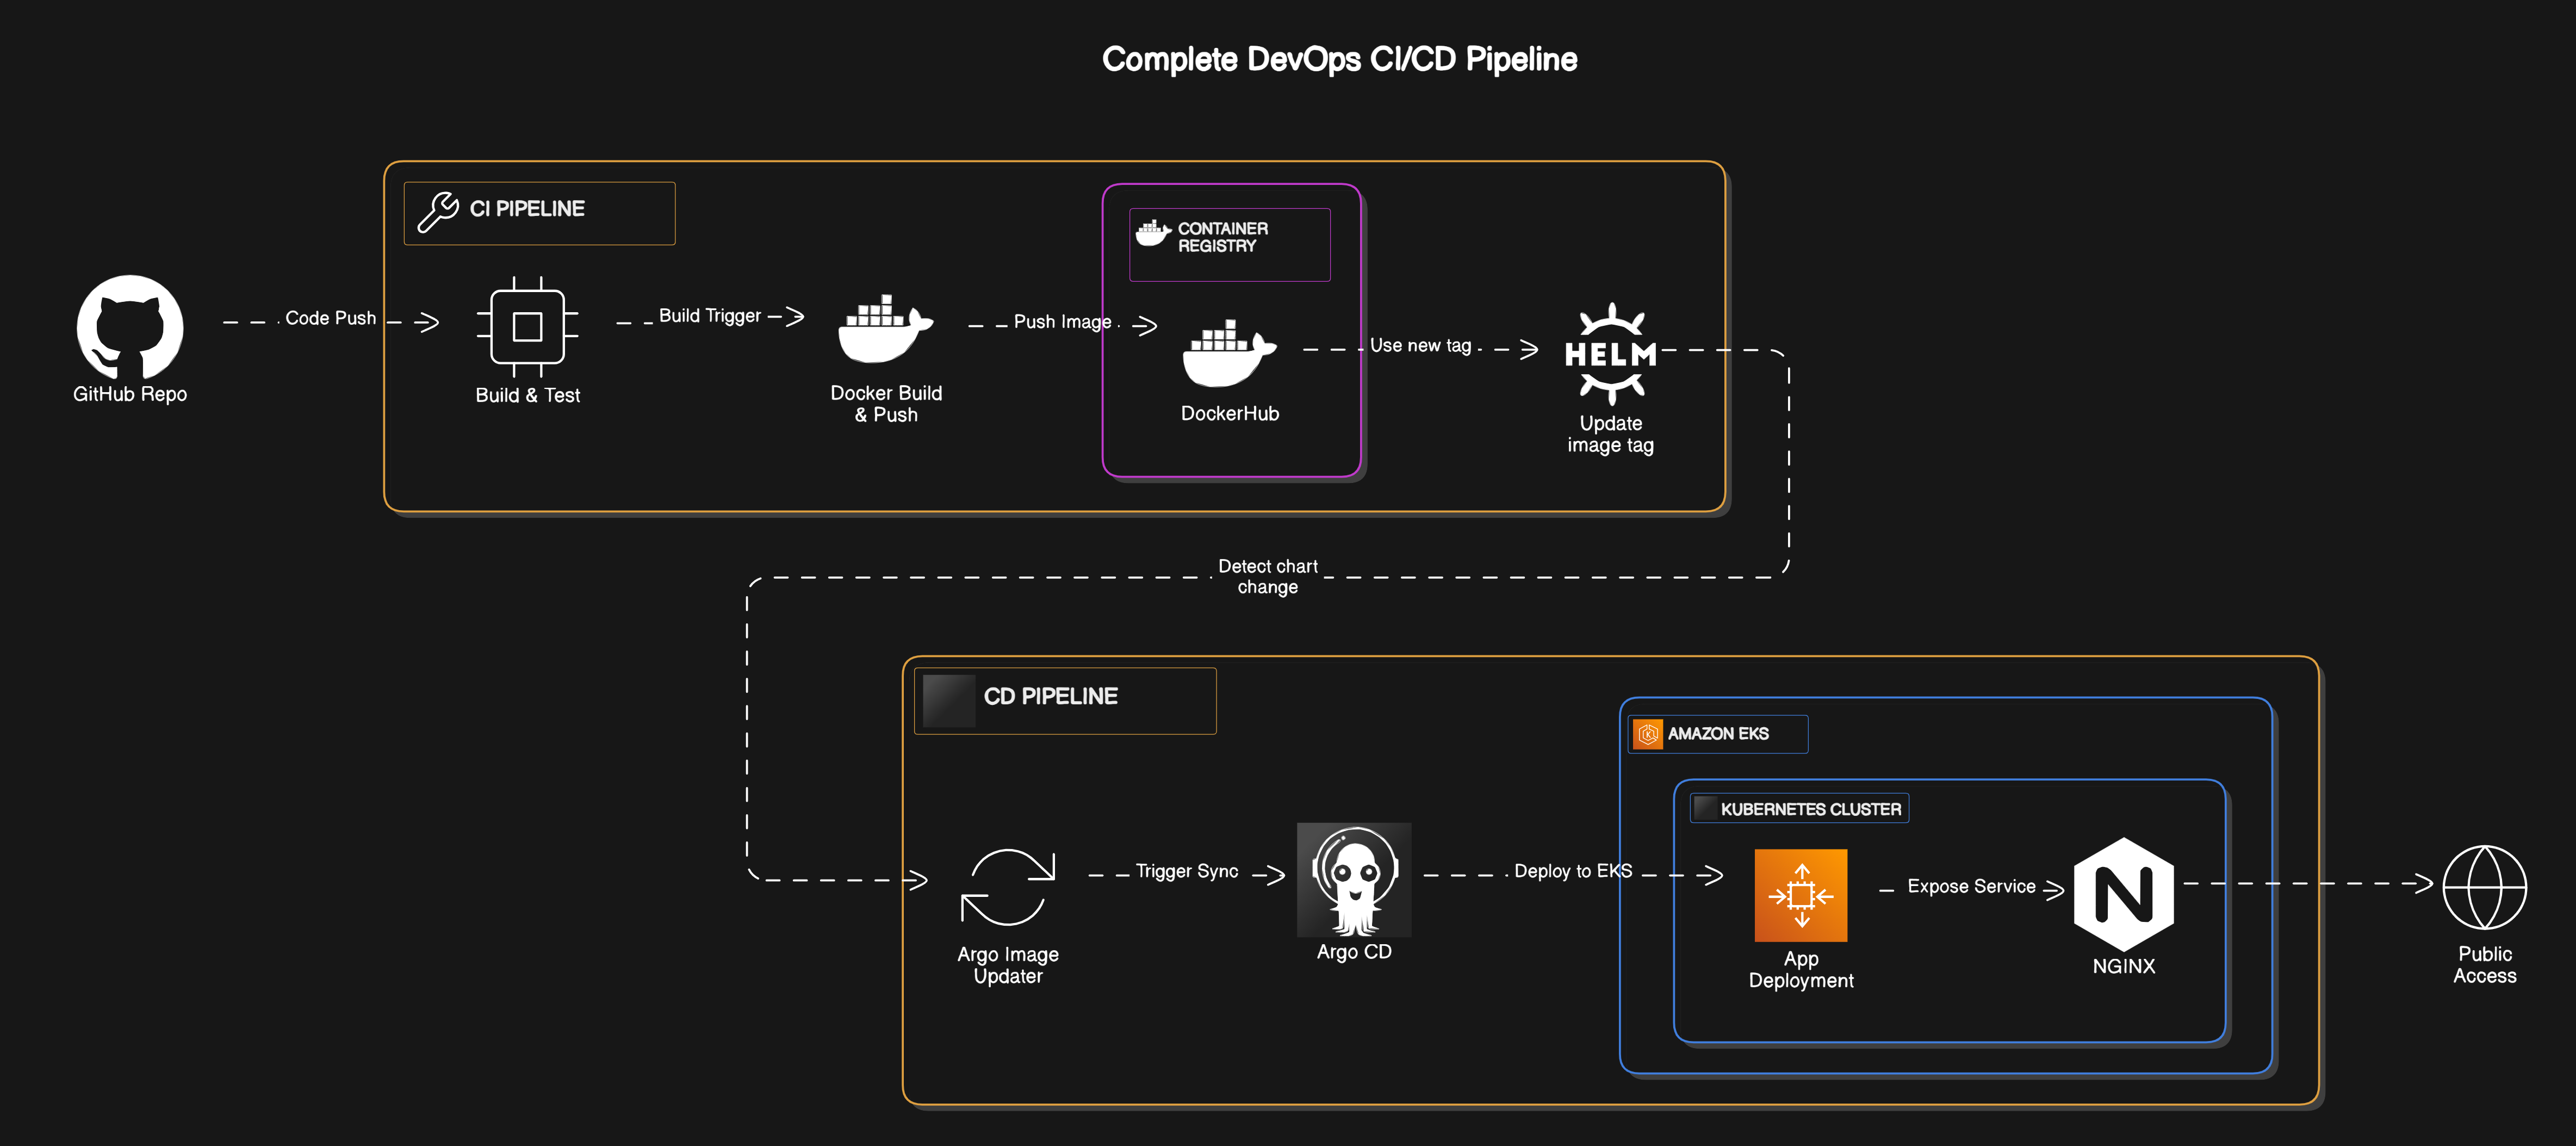 Complete DevOps CI/CD Pipeline
CI PIPELINE
CONTAINER
REGISTRY
GitHub Repo
Code Push
Build & Test
Build Trigger
Docker Build
& Push
Push Image
DockerHub
Use new tag
HELM
Update
image tag
Detect chart
change
CD PIPELINE
AMAZON EKS
KUBERNETES CLUSTER
Argo Image
Updater
Trigger Sync
Argo CD
Deploy to EKS
App
Deployment
Expose Service
N
NGINX
Public
Access